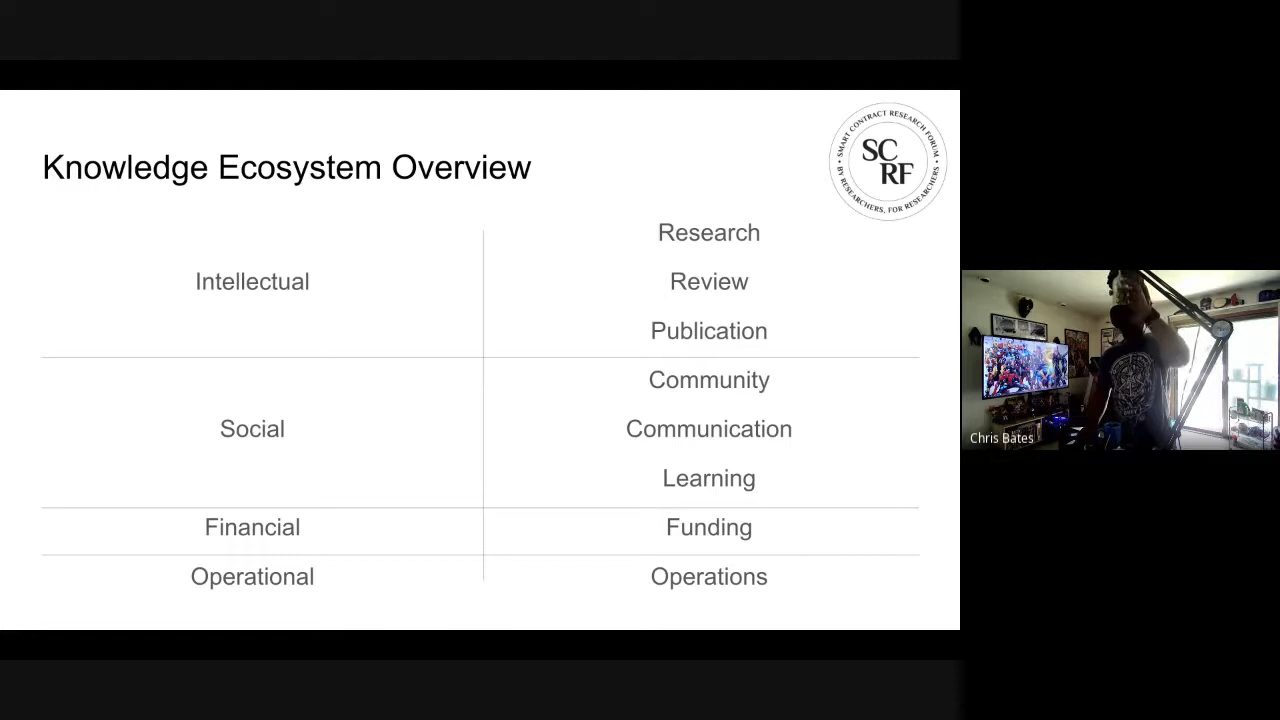 Knowledge Ecosystem Overview
SMART CONTRACT RESEARCH FORUM
• BY RESEARCHERS, FOR RESEARCHERS •
SC
RF
Intellectual
Research
Review
Publication
Social
Community
Communication
Learning
Financial
Funding
Operational
Operations
Chris Bates